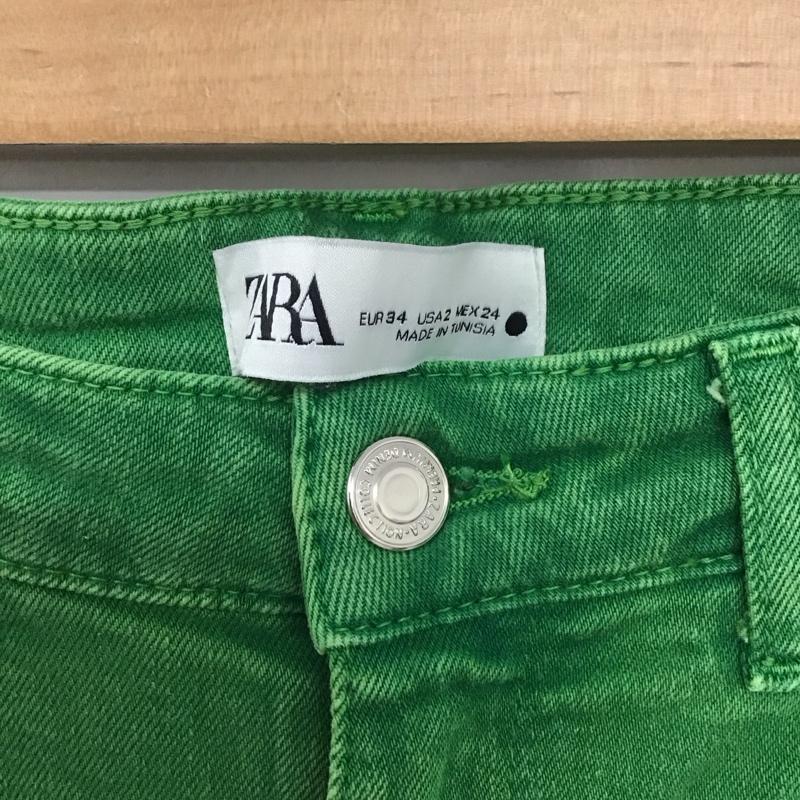 ZARA
EUR 34 USA 2 MEX 24
MADE IN TUNISIA